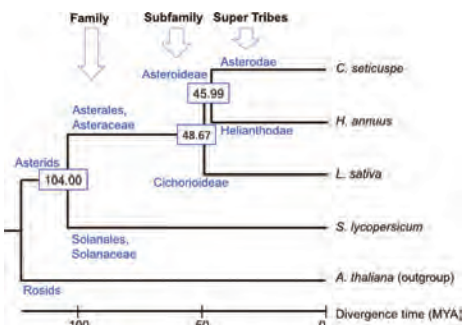 Family
Subfamily
Super Tribes
Asterodae
C. seticuspe
Asteroideae
45.99
Asterales,
Asteraceae
H. annuus
Helianthodae
48.67
Asterids
L. sativa
104.00
Cichorioideae
S. lycopersicum
Solanales,
Solanaceae
A. thaliana (outgroup)
Rosids
Divergence time (MYA)
100
50
0